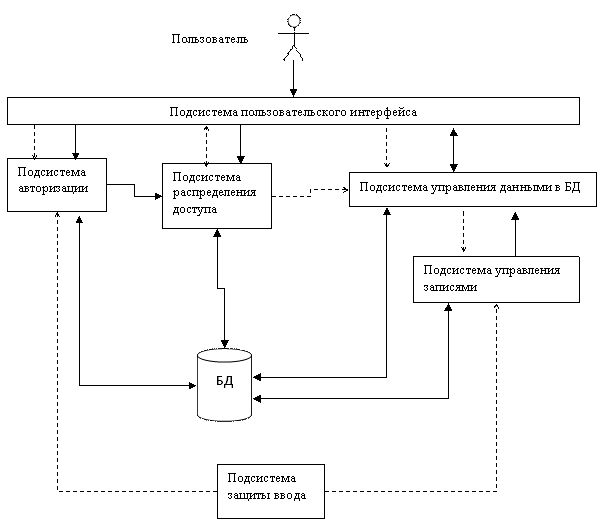 Пользователь
Подсистема пользовательского интерфейса
Подсистема
авторизации
Подсистема
распределения
доступа
Подсистема управления данными в БД
Подсистема управления
записями
БД
Подсистема
защиты ввода